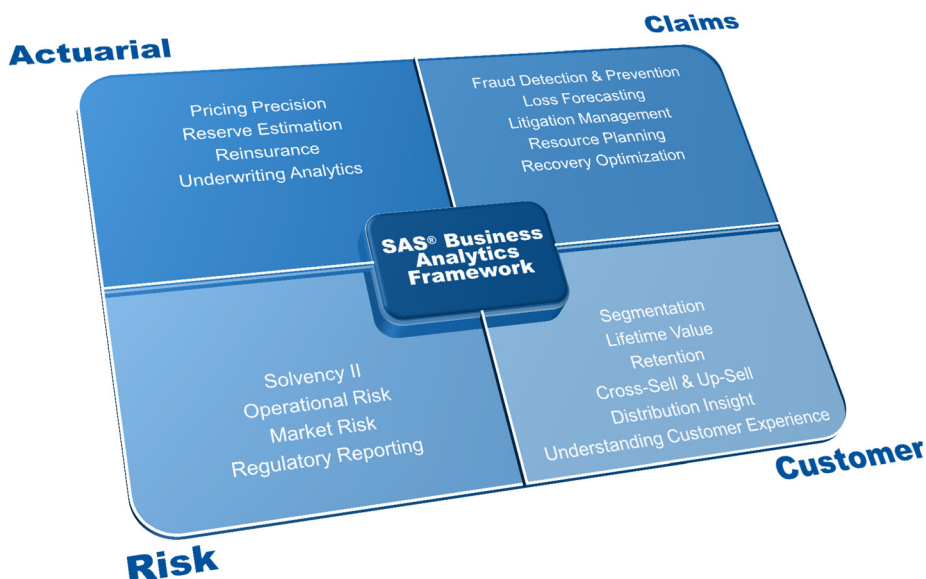 Actuarial
Claims
Pricing Precision
Reserve Estimation
Reinsurance
Underwriting Analytics
Fraud Detection & Prevention
Loss Forecasting
Litigation Management
Resource Planning
Recovery Optimization
SAS® Business
Analytics
Framework
Solvency II
Operational Risk
Market Risk
Regulatory Reporting
Segmentation
Lifetime Value
Retention
Cross-Sell & Up-Sell
Distribution Insight
Understanding Customer Experience
Risk
Customer